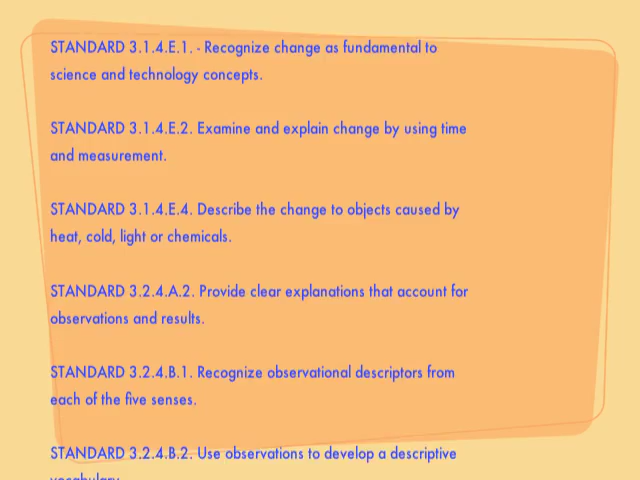 STANDARD 3.1.4.E.1. - Recognize change as fundamental to
science and technology concepts.
STANDARD 3.1.4.E.2. Examine and explain change by using time
and measurement.
STANDARD 3.1.4.E.4. Describe the change to objects caused by
heat, cold, light or chemicals.
STANDARD 3.2.4.A.2. Provide clear explanations that account for
observations and results.
STANDARD 3.2.4.B.1. Recognize observational descriptors from
each of the five senses.
STANDARD 3.2.4.B.2. Use observations to develop a descriptive
vocabulary.